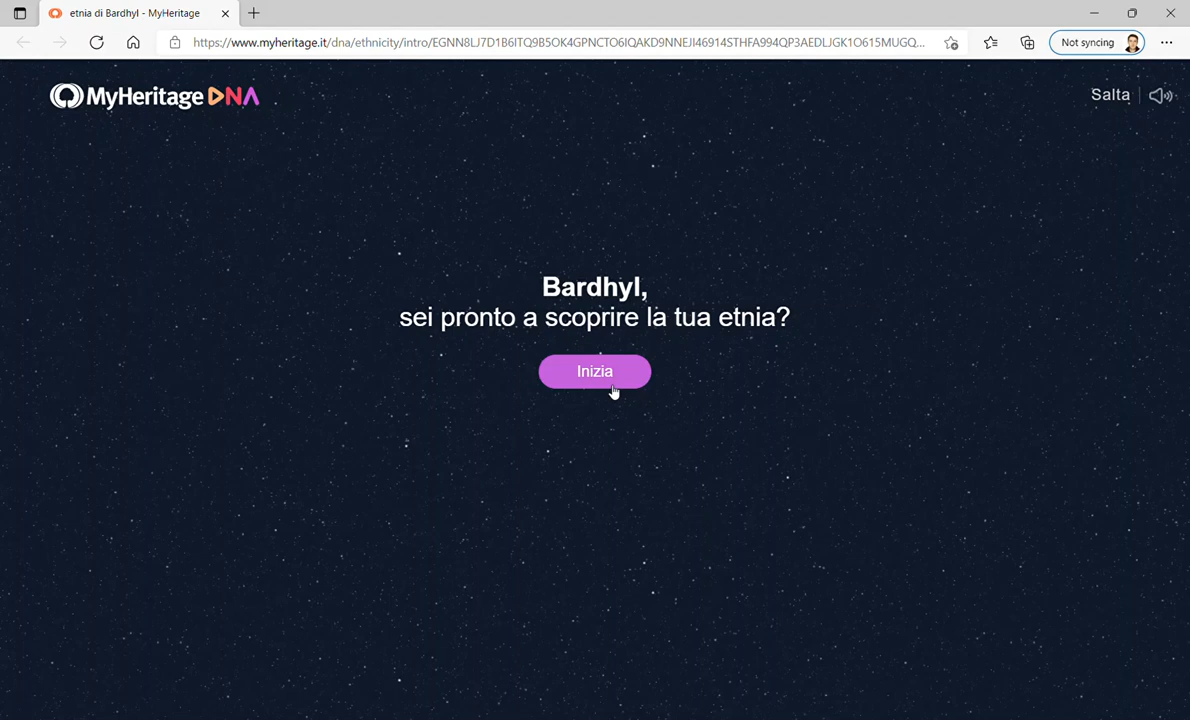 etnia di Bardhyl - MyHeritage
https://www.myheritage.it/dna/ethnicity/intro/EGNN8LJ7D1B6ITQ9B5OK4GPNCTO6IQAKD9NNEJI46914STHFA994QP3AEDLJGK1O615MUGQ...
Not syncing
MyHeritage DNA
Salta
Bardhyl,
sei pronto a scoprire la tua etnia?
Inizia